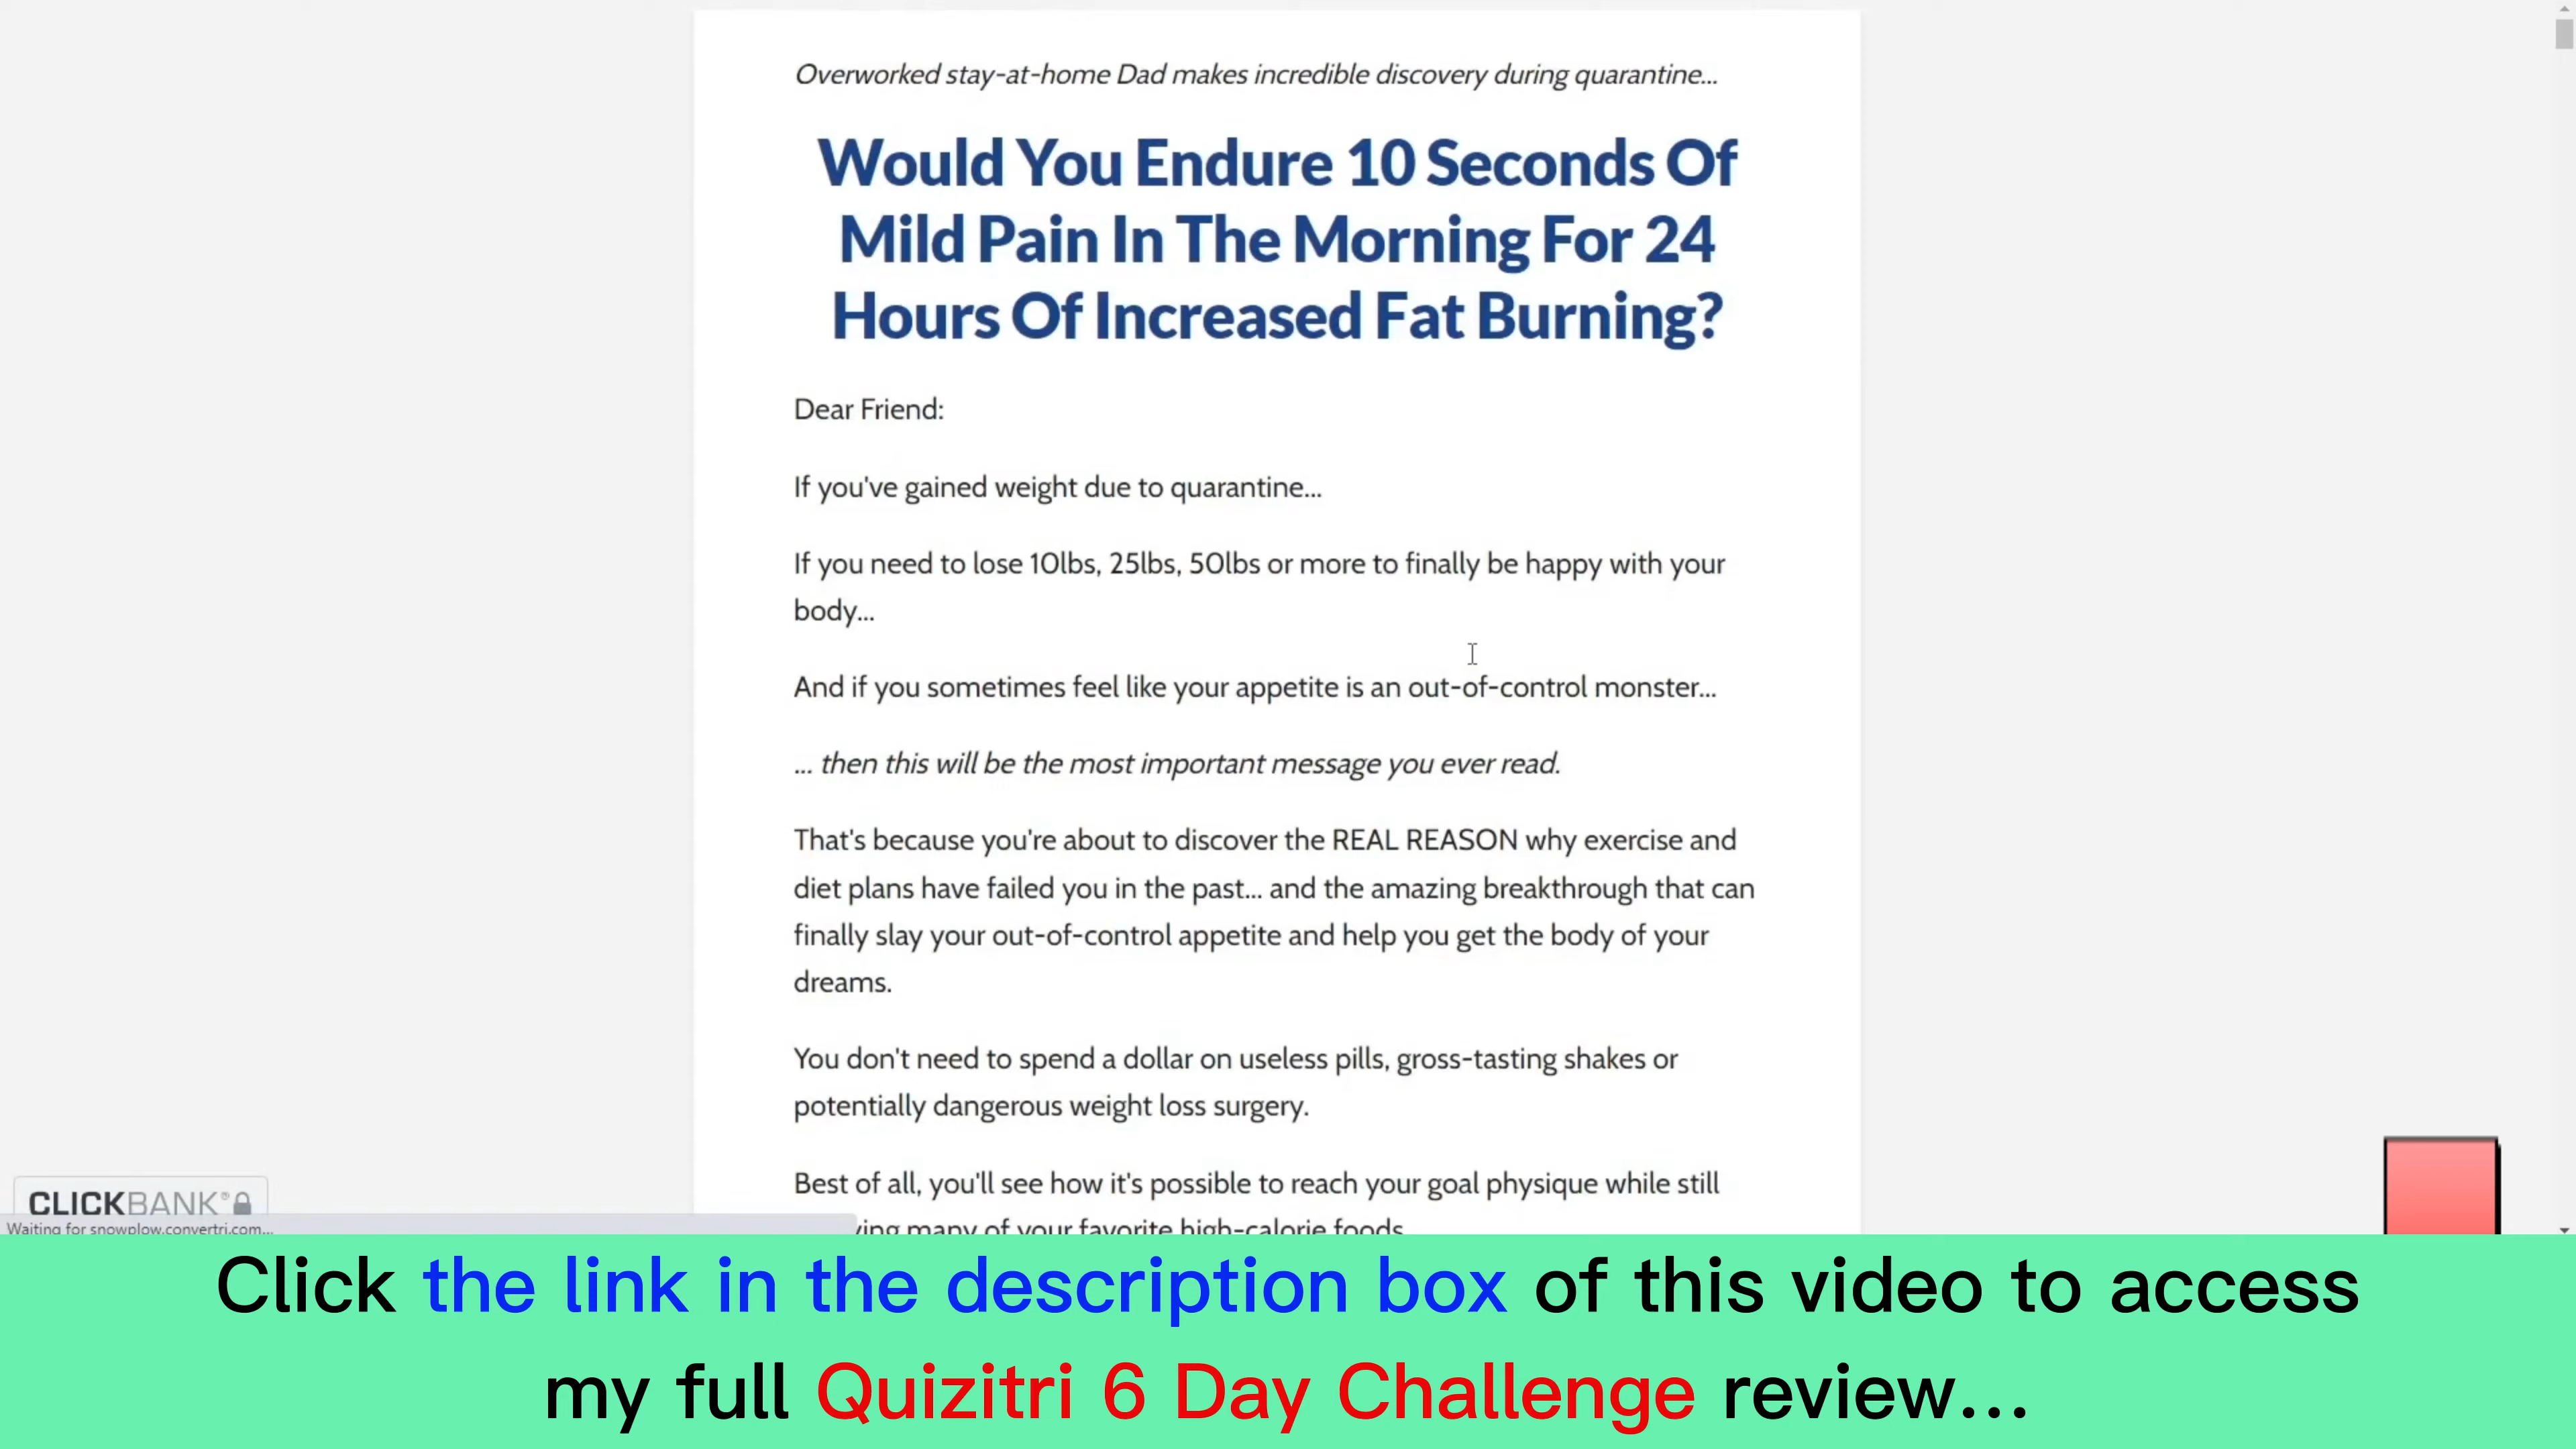 Overworked stay-at-home Dad makes incredible discovery during quarantine...
Would You Endure 10 Seconds Of
Mild Pain In The Morning For 24
Hours Of Increased Fat Burning?
Dear Friend:
If you've gained weight due to quarantine...
If you need to lose 10lbs, 25lbs, 50lbs or more to finally be happy with your
body...
And if you sometimes feel like your appetite is an out-of-control monster...
... then this will be the most important message you ever read.
That's because you're about to discover the REAL REASON why exercise and
diet plans have failed you in the past... and the amazing breakthrough that can
finally slay your out-of-control appetite and help you get the body of your
dreams.
You don't need to spend a dollar on useless pills, gross-tasting shakes or
potentially dangerous weight loss surgery.
Best of all, you'll see how it's possible to reach your goal physique while still
many of your favorite high-calorie foods
CLICKBANK®
Waiting for snowplow.convertri.com...
Click the link in the description box of this video to access
my full Quizitri 6 Day Challenge review...